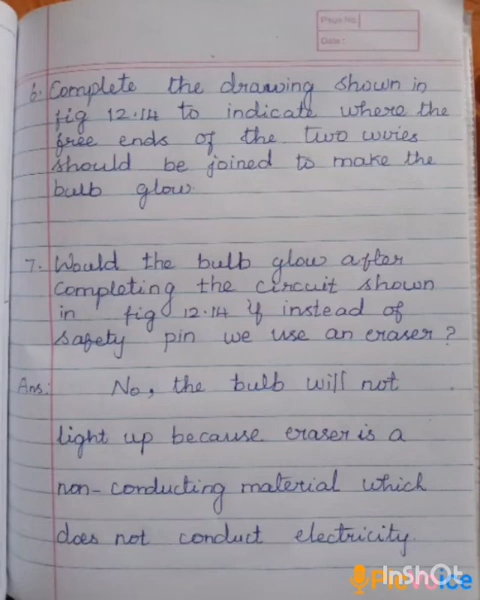 Page No.
Date:
6. Complete the drawing shown in
fig 12.14 to indicate where the
free ends of the two wries
should be joined to make the
bulb glow.
7. Would the bulb glow after
completing the circuit shown
in fig 12.14 if instead of
safety pin we use an eraser?
Ans: No, the bulb will not
light up because eraser is a
non-conducting material which
does not conduct electricity.
InShOt